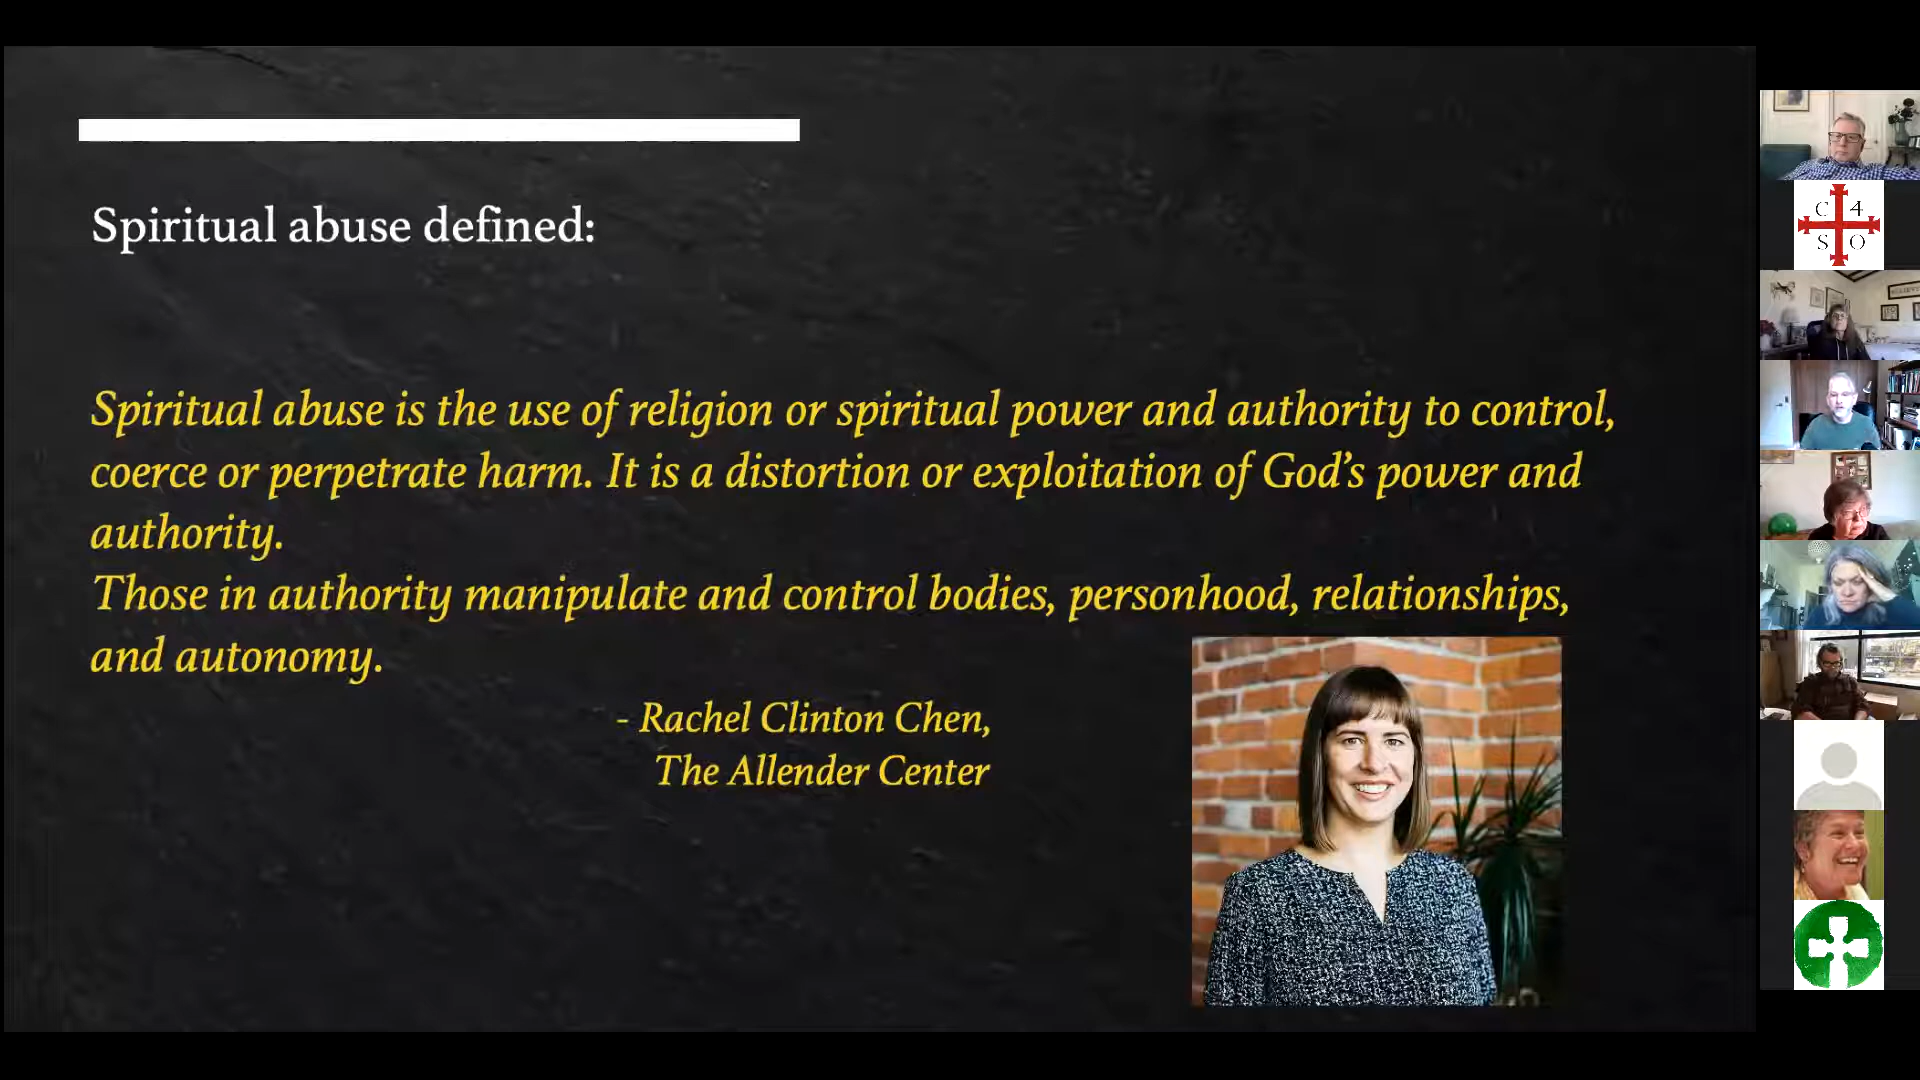 Spiritual abuse defined:
Spiritual abuse is the use of religion or spiritual power and authority to control,
coerce or perpetrate harm. It is a distortion or exploitation of God’s power and
authority.
Those in authority manipulate and control bodies, personhood, relationships,
and autonomy.
- Rachel Clinton Chen,
The Allender Center
C 4
S O